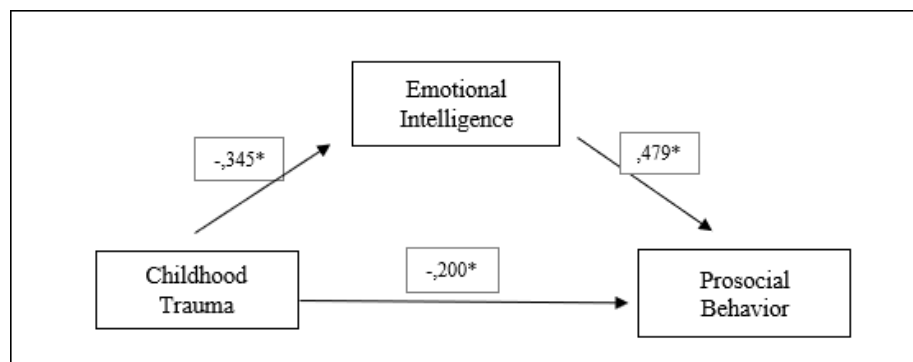 Emotional
Intelligence
-,345*
,479*
-,200*
Childhood
Trauma
Prosocial
Behavior